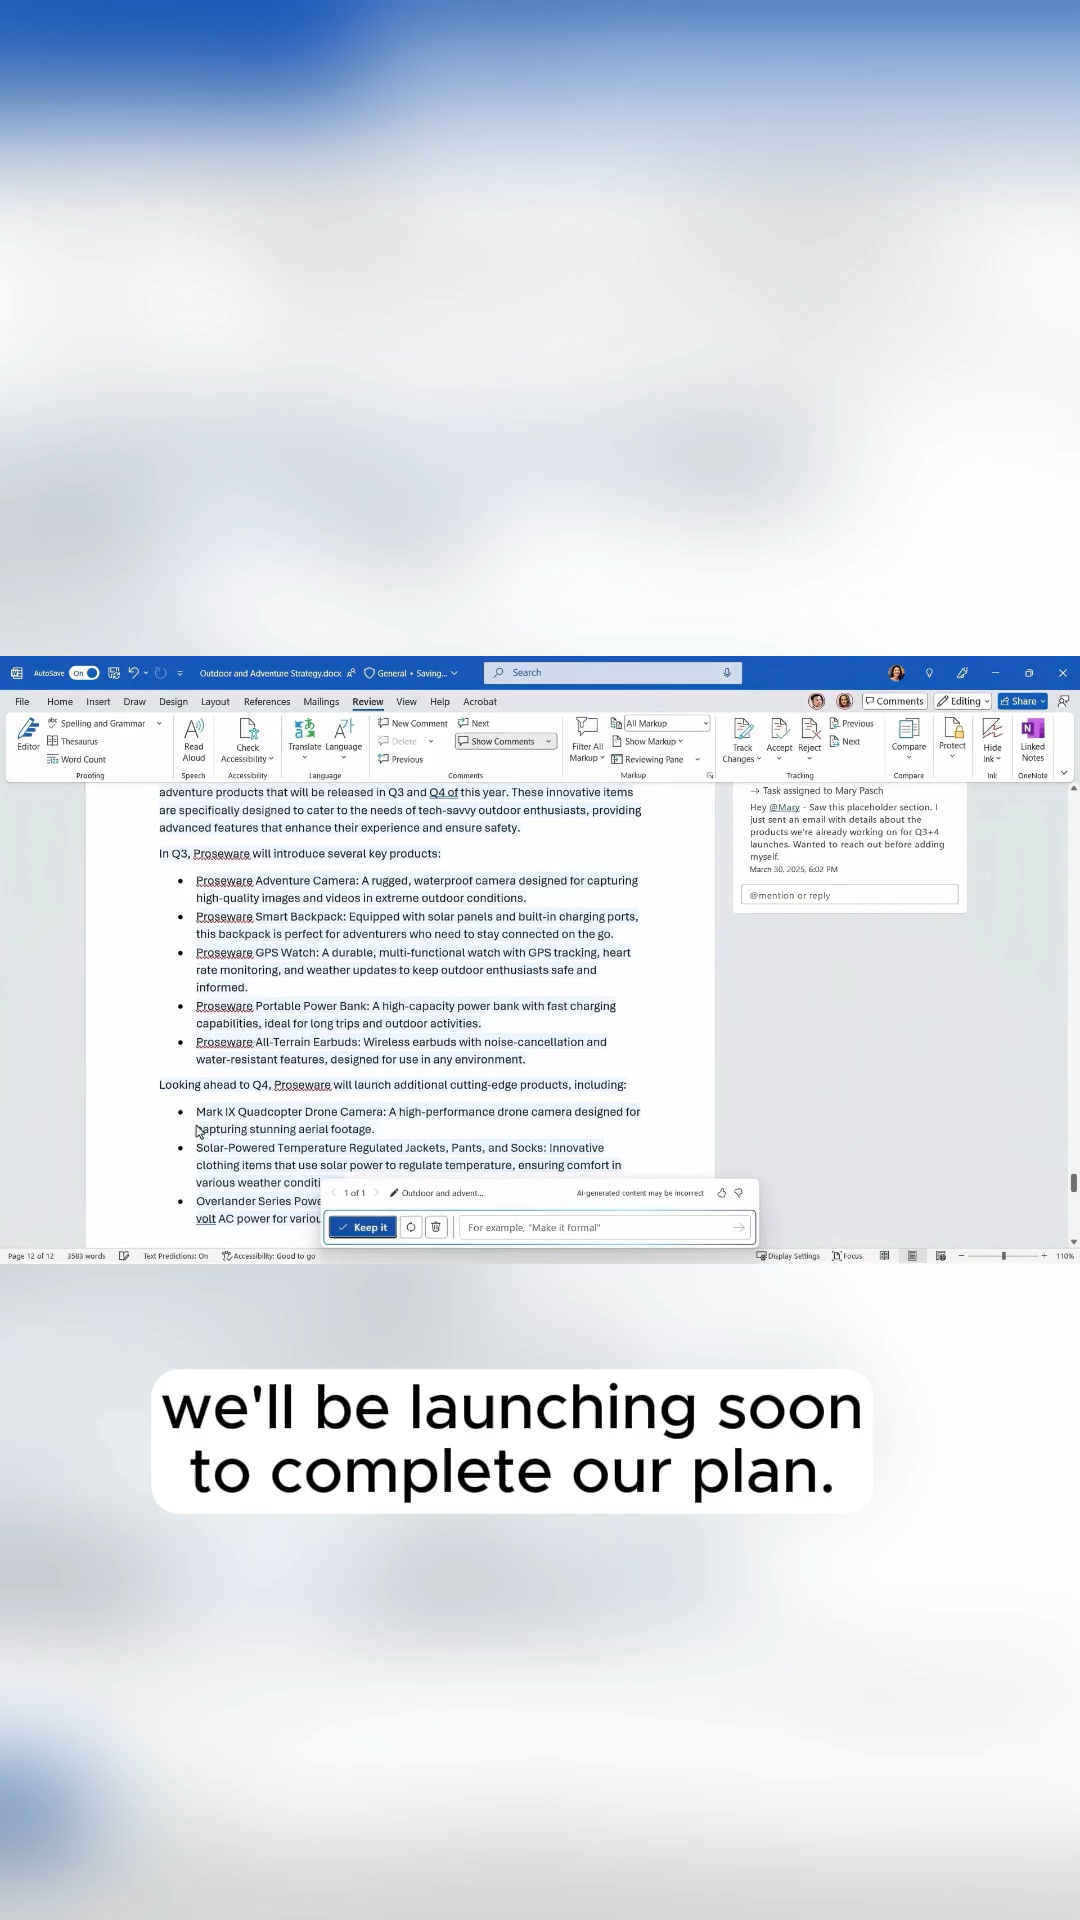 AutoSave On Outdoor and Adventure Strategy.docx General • Saving... Search
File Home Insert Draw Design Layout References Mailings Review View Help Acrobat Comments Editing Share
Editor
Spelling and Grammar
Thesaurus
Word Count
Proofing
Read Aloud
Speech
Check Accessibility
Accessibility
Translate Language
Language
New Comment Next
Delete Show Comments
Previous
Comments
Filter All Markup
All Markup
Show Markup
Reviewing Pane
Markup
Track Changes
Accept Reject
Previous
Next
Tracking
Compare
Compare
Protect
Hide Ink
Ink
N
Linked Notes
OneNote
adventure products that will be released in Q3 and Q4 of this year. These innovative items
are specifically designed to cater to the needs of tech-savvy outdoor enthusiasts, providing
advanced features that enhance their experience and ensure safety.
In Q3, Proseware will introduce several key products:
• Proseware Adventure Camera: A rugged, waterproof camera designed for capturing
high-quality images and videos in extreme outdoor conditions.
• Proseware Smart Backpack: Equipped with solar panels and built-in charging ports,
this backpack is perfect for adventurers who need to stay connected on the go.
• Proseware GPS Watch: A durable, multi-functional watch with GPS tracking, heart
rate monitoring, and weather updates to keep outdoor enthusiasts safe and
informed.
• Proseware Portable Power Bank: A high-capacity power bank with fast charging
capabilities, ideal for long trips and outdoor activities.
• Proseware All-Terrain Earbuds: Wireless earbuds with noise-cancellation and
water-resistant features, designed for use in any environment.
Looking ahead to Q4, Proseware will launch additional cutting-edge products, including:
• Mark IX Quadcopter Drone Camera: A high-performance drone camera designed for
capturing stunning aerial footage.
• Solar-Powered Temperature Regulated Jackets, Pants, and Socks: Innovative
clothing items that use solar power to regulate temperature, ensuring comfort in
various weather conditi
• Overlander Series Powe
volt AC power for variou
→ Task assigned to Mary Pasch
Hey @Mary - Saw this placeholder section. I
just sent an email with details about the
products we're already working on for Q3+4
launches. Wanted to reach out before adding
myself.
March 30, 2025, 6:02 PM
@mention or reply
1 of 1 Outdoor and advent... AI-generated content may be incorrect
Keep it For example, "Make it formal"
Page 12 of 12 3583 words Text Predictions: On Accessibility: Good to go Display Settings Focus 110%
we'll be launching soon
to complete our plan.